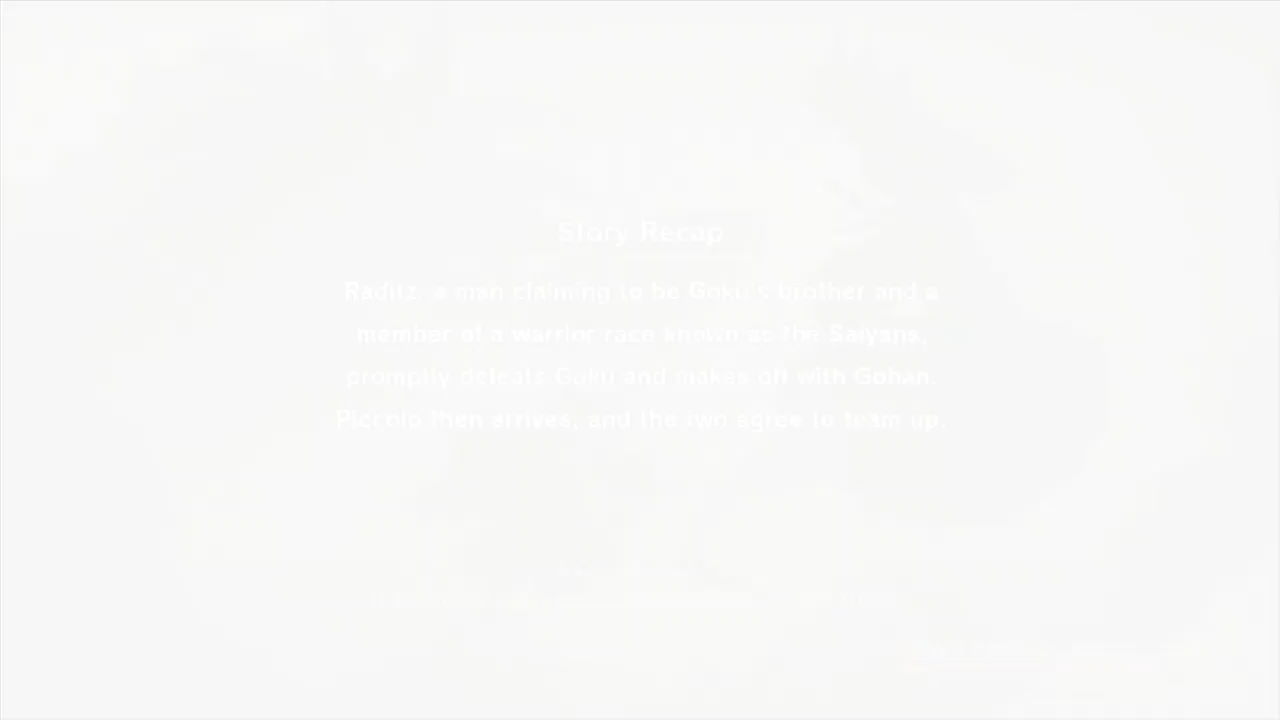 Story Recap
Raditz, a man claiming to be Goku's brother and a
member of a warrior race known as the Saiyans,
promptly defeats Goku and makes off with Gohan.
Piccolo then arrives, and the two agree to team up.